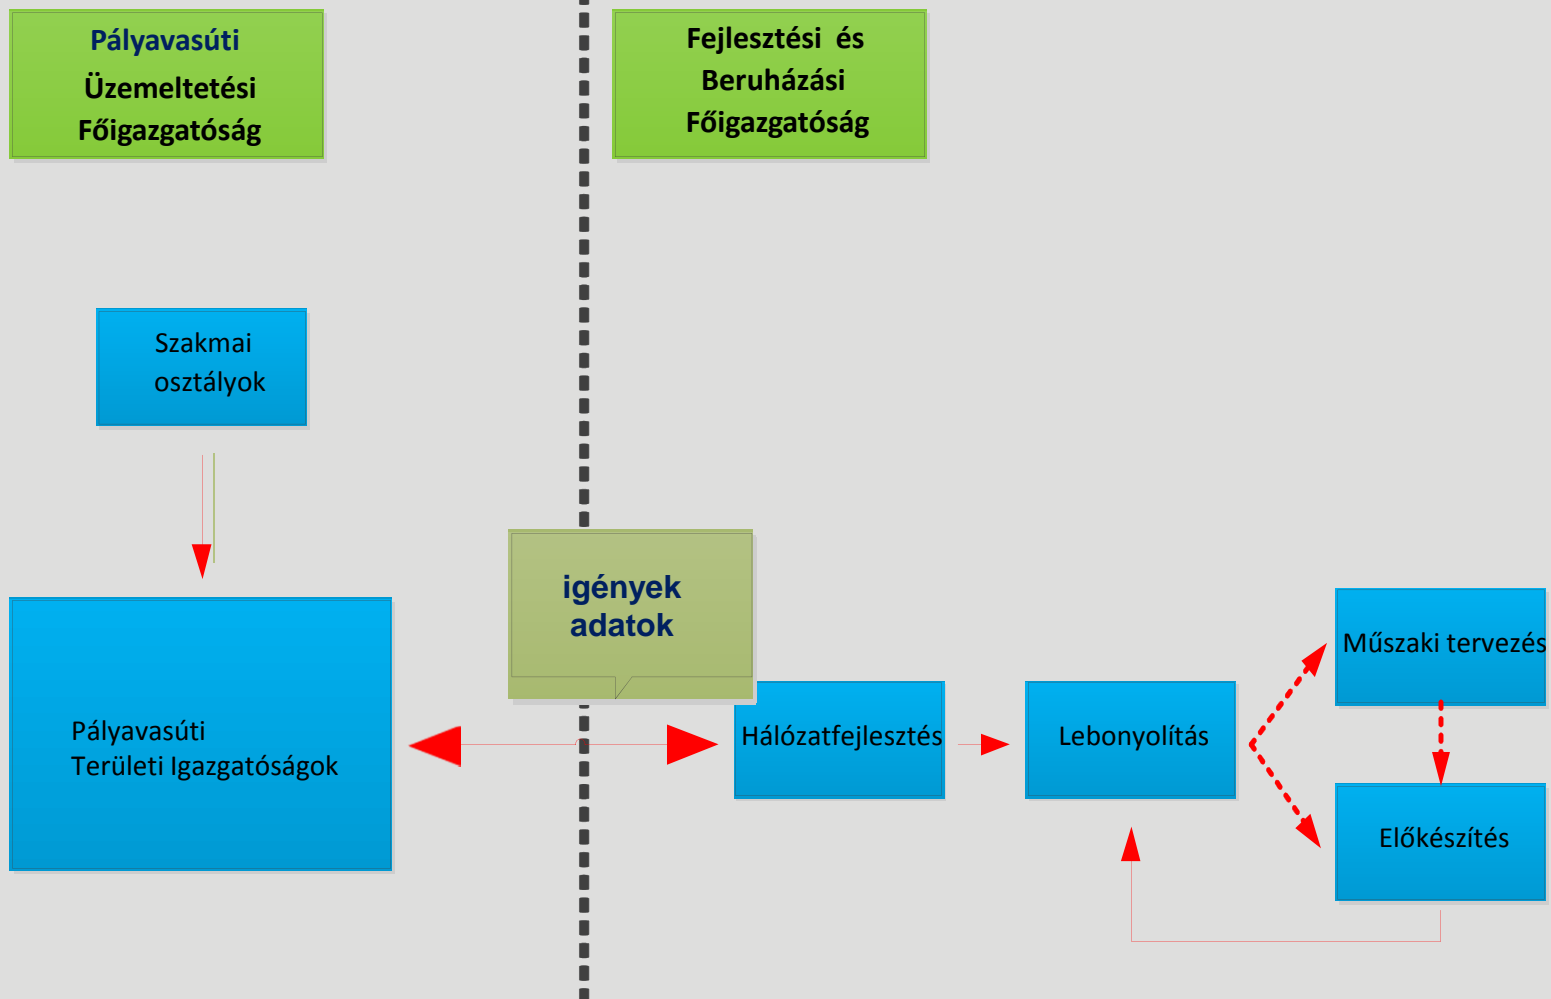 Pályavasúti
Üzemeltetési
Főigazgatóság
Fejlesztési és
Beruházási
Főigazgatóság
Szakmai
osztályok
igények
adatok
Pályavasúti
Területi Igazgatóságok
Hálózatfejlesztés
Lebonyolítás
Műszaki tervezés
Előkészítés